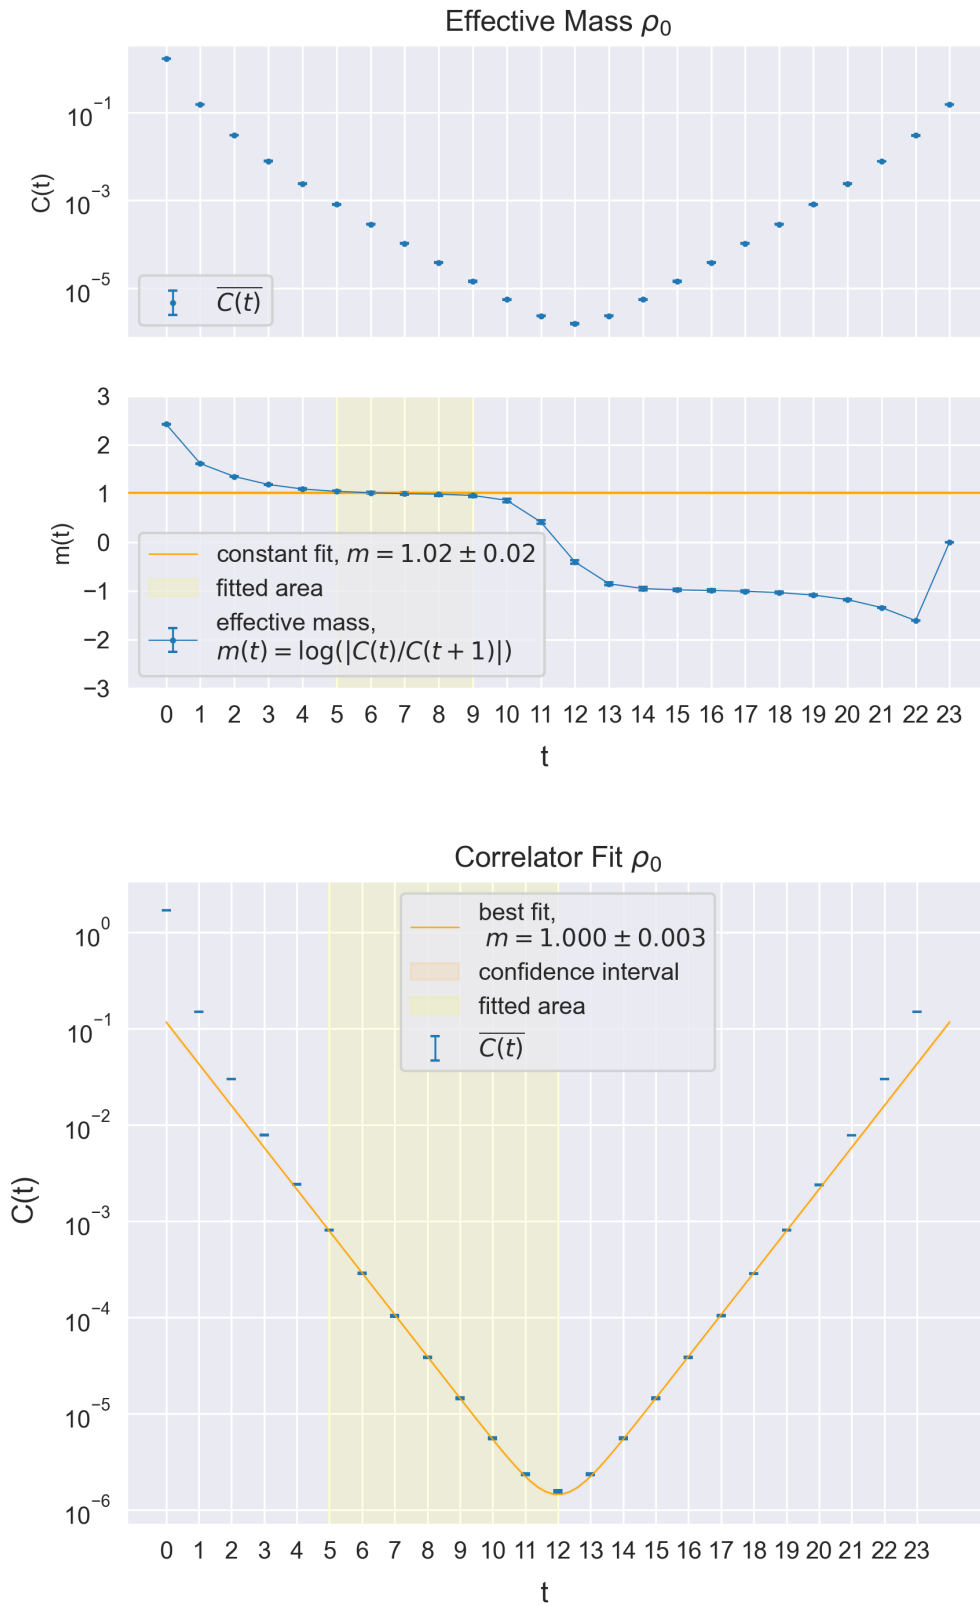 Effective Mass ρ₀
10⁻¹
10⁻³
10⁻⁵
C(t)
C(t)
3
2
1
0
−1
−2
−3
m(t)
constant fit, m = 1.02 ± 0.02
fitted area
effective mass,
m(t) = log(|C(t)/C(t + 1)|)
0 1 2 3 4 5 6 7 8 9 10 11 12 13 14 15 16 17 18 19 20 21 22 23
t
Correlator Fit ρ₀
best fit,
m = 1.000 ± 0.003
confidence interval
fitted area
C(t)
10⁰
10⁻¹
10⁻²
10⁻³
10⁻⁴
10⁻⁵
10⁻⁶
C(t)
0 1 2 3 4 5 6 7 8 9 10 11 12 13 14 15 16 17 18 19 20 21 22 23
t